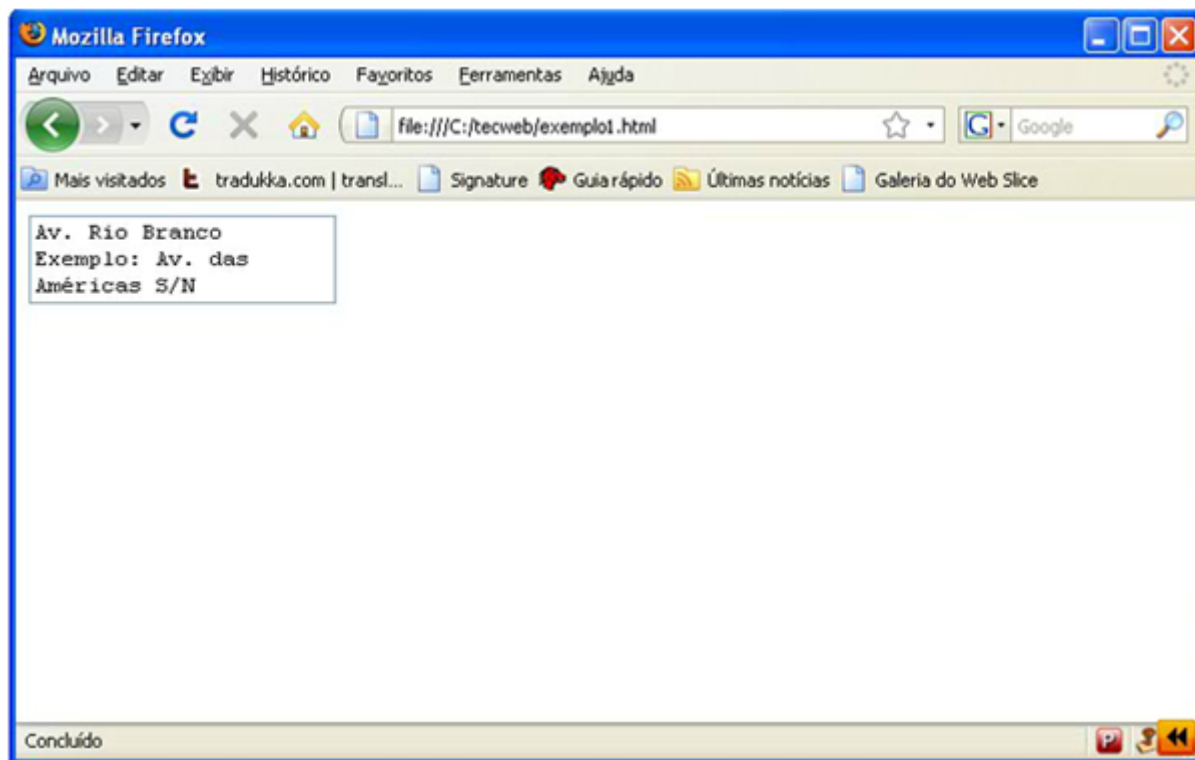 Mozilla Firefox
Arquivo Editar Exibir Histórico Favoritos Ferramentas Ajuda
file:///C:/tecweb/exemplo1.html G Google
Mais visitados t tradukka.com | transl... Signature Guia rápido Últimas notícias Galeria do Web Slice
Av. Rio Branco
Exemplo: Av. das
Américas S/N
Concluído P